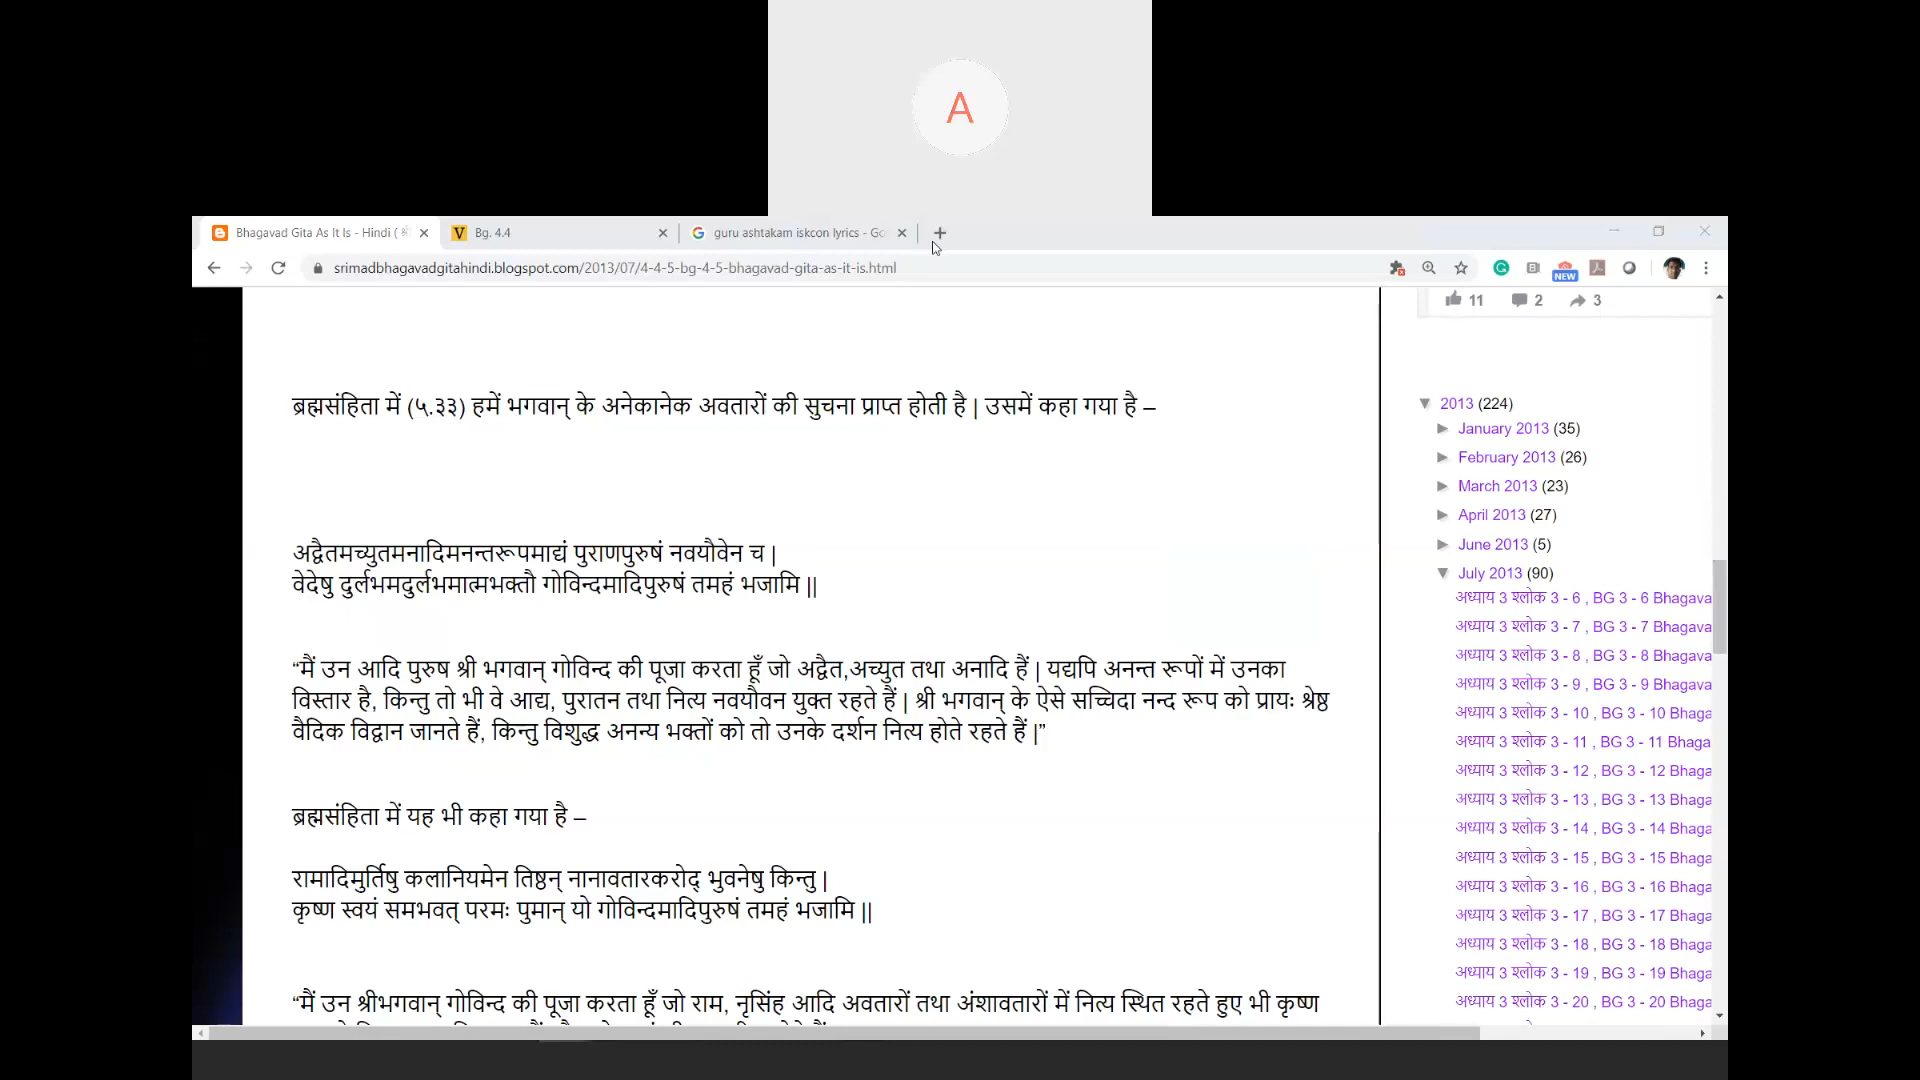 A
Bhagavad Gita As It Is - Hindi (
Bg. 4.4
guru ashtakam iskcon lyrics - Go
srimadbhagavadgitahindi.blogspot.com/2013/07/4-4-5-bg-4-5-bhagavad-gita-as-it-is.html
NEW
11 2 3
ब्रह्मसंहिता में (५.३३) हमें भगवान् के अनेकानेक अवतारों की सुचना प्राप्त होती है | उसमें कहा गया है –
अद्वैतमच्युतमनादिमनन्तरूपमाद्यं पुराणपुरुषं नवयौवेन च |
वेदेषु दुर्लभमदुर्लभमात्मभक्तौ गोविन्दमादिपुरुषं तमहं भजामि ||
“मैं उन आदि पुरुष श्री भगवान् गोविन्द की पूजा करता हूँ जो अद्वैत,अच्युत तथा अनादि हैं | यद्यपि अनन्त रूपों में उनका
विस्तार है, किन्तु तो भी वे आद्य, पुरातन तथा नित्य नवयौवन युक्त रहते हैं | श्री भगवान् के ऐसे सच्चिदा नन्द रूप को प्रायः श्रेष्ठ
वैदिक विद्वान जानते हैं, किन्तु विशुद्ध अनन्य भक्तों को तो उनके दर्शन नित्य होते रहते हैं |”
ब्रह्मसंहिता में यह भी कहा गया है –
रामादिमुर्तिषु कलानियमेन तिष्ठन् नानावतारकरोद् भुवनेषु किन्तु |
कृष्ण स्वयं समभवत् परमः पुमान् यो गोविन्दमादिपुरुषं तमहं भजामि ||
“मैं उन श्रीभगवान् गोविन्द की पूजा करता हूँ जो राम, नृसिंह आदि अवतारों तथा अंशावतारों में नित्य स्थित रहते हुए भी कृष्ण
2013 (224)
January 2013 (35)
February 2013 (26)
March 2013 (23)
April 2013 (27)
June 2013 (5)
July 2013 (90)
अध्याय 3 श्लोक 3 - 6 , BG 3 - 6 Bhagava
अध्याय 3 श्लोक 3 - 7 , BG 3 - 7 Bhagava
अध्याय 3 श्लोक 3 - 8 , BG 3 - 8 Bhagava
अध्याय 3 श्लोक 3 - 9 , BG 3 - 9 Bhagava
अध्याय 3 श्लोक 3 - 10 , BG 3 - 10 Bhaga
अध्याय 3 श्लोक 3 - 11 , BG 3 - 11 Bhaga
अध्याय 3 श्लोक 3 - 12 , BG 3 - 12 Bhaga
अध्याय 3 श्लोक 3 - 13 , BG 3 - 13 Bhaga
अध्याय 3 श्लोक 3 - 14 , BG 3 - 14 Bhaga
अध्याय 3 श्लोक 3 - 15 , BG 3 - 15 Bhaga
अध्याय 3 श्लोक 3 - 16 , BG 3 - 16 Bhaga
अध्याय 3 श्लोक 3 - 17 , BG 3 - 17 Bhaga
अध्याय 3 श्लोक 3 - 18 , BG 3 - 18 Bhaga
अध्याय 3 श्लोक 3 - 19 , BG 3 - 19 Bhaga
अध्याय 3 श्लोक 3 - 20 , BG 3 - 20 Bhaga